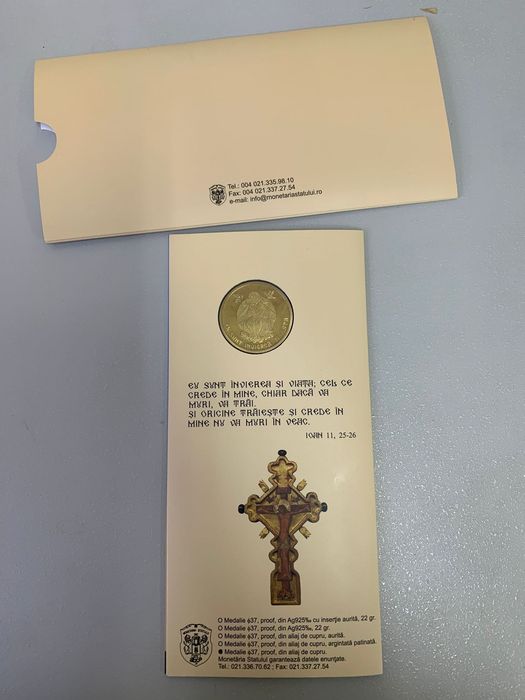 Tel.: 004 021.335.98.10
Fax: 004 021.337.27.54
e-mail: info@monetariastatului.ro
EU SUNT ÎNVIEREA ȘI VIAȚA; CEL CE
CREDE ÎN MINE, CHIAR DACĂ VA
MURI, VA TRĂI.
ȘI ORICINE TRĂIEȘTE ȘI CREDE ÎN
MINE NU VA MURI ÎN VEAC.
IOAN 11, 25-26
O Medalie φ37, proof, din Ag925‰ cu inserție aurită, 22 gr.
O Medalie φ37, proof, din Ag925‰, 22 gr.
O Medalie φ37, proof, din aliaj de cupru, aurită.
O Medalie φ37, proof, din aliaj de cupru, argintată patinată.
● Medalie φ37, proof, din aliaj de cupru.
Monetăria Statului garantează datele enunțate.
Tel.: 021.336.70.62 ; Fax: 021.337.27.54